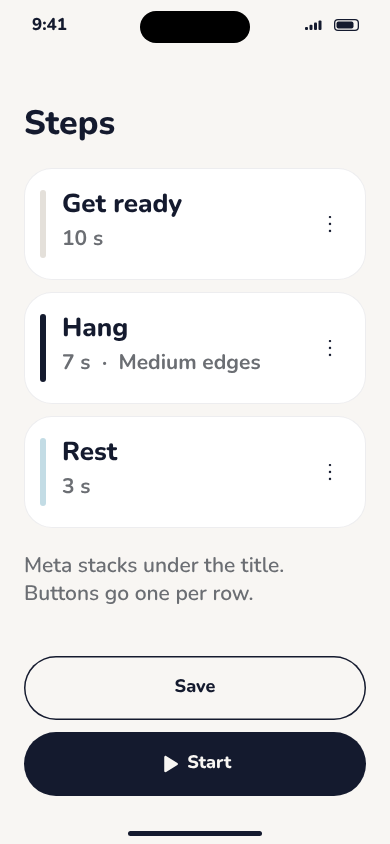 9:41
Steps
Get ready
10 s
Hang
7 s · Medium edges
Rest
3 s
Meta stacks under the title.
Buttons go one per row.
Save
Start